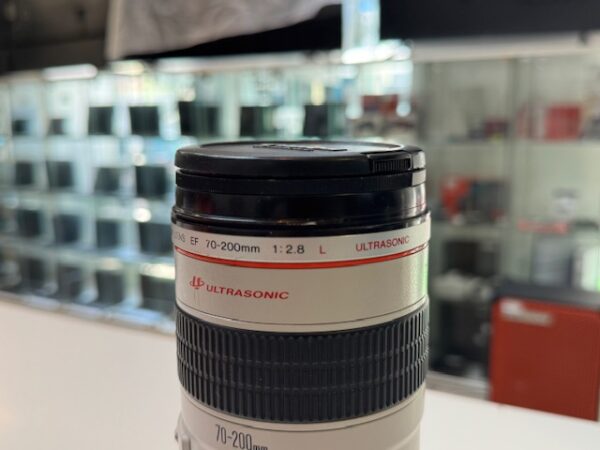 EF 70-200mm 1:2.8 L ULTRASONIC
ULTRASONIC
70-200mm